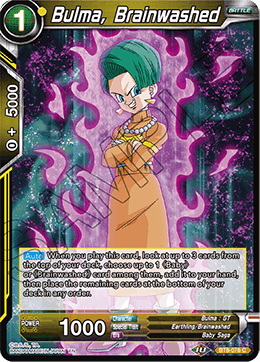 BATTLE
1
Bulma, Brainwashed
+ 5000
Auto When you play this card, look at up to 3 cards from
the top of your deck, choose up to 1 《Baby》
or 《Brainwashed》 card among them, add it to your hand,
then place the remaining cards at the bottom of your
deck in any order.
POWER
1000
Character
Bulma : GT
Special Trait
Earthling/Brainwashed
Era
Baby Saga